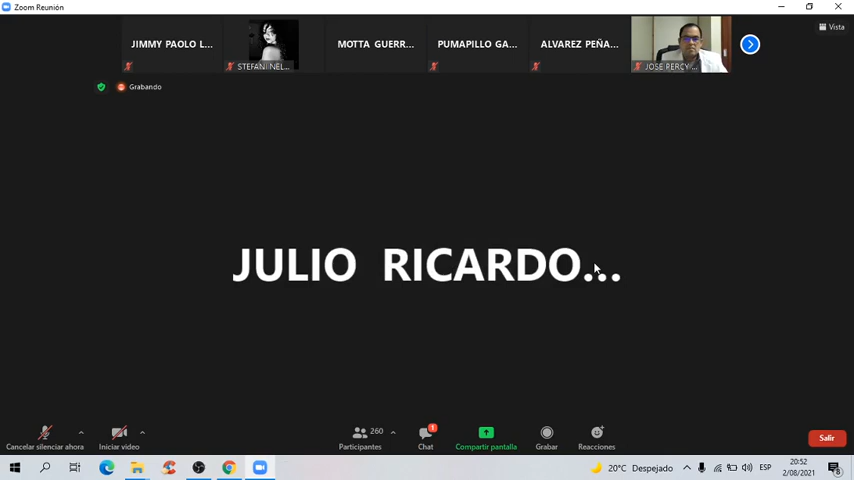 Zoom Reunión
JIMMY PAOLO L...
STEFANI NEL...
MOTTA GUERR...
PUMAPILLO GA...
ALVAREZ PEÑA...
JOSE PERCY ...
Vista
Grabando
JULIO RICARDO...
Cancelar silenciar ahora
Iniciar video
260
Participantes
1
Chat
Compartir pantalla
Grabar
Reacciones
Salir
20°C Despejado
ESP
20:52
2/08/2021
8